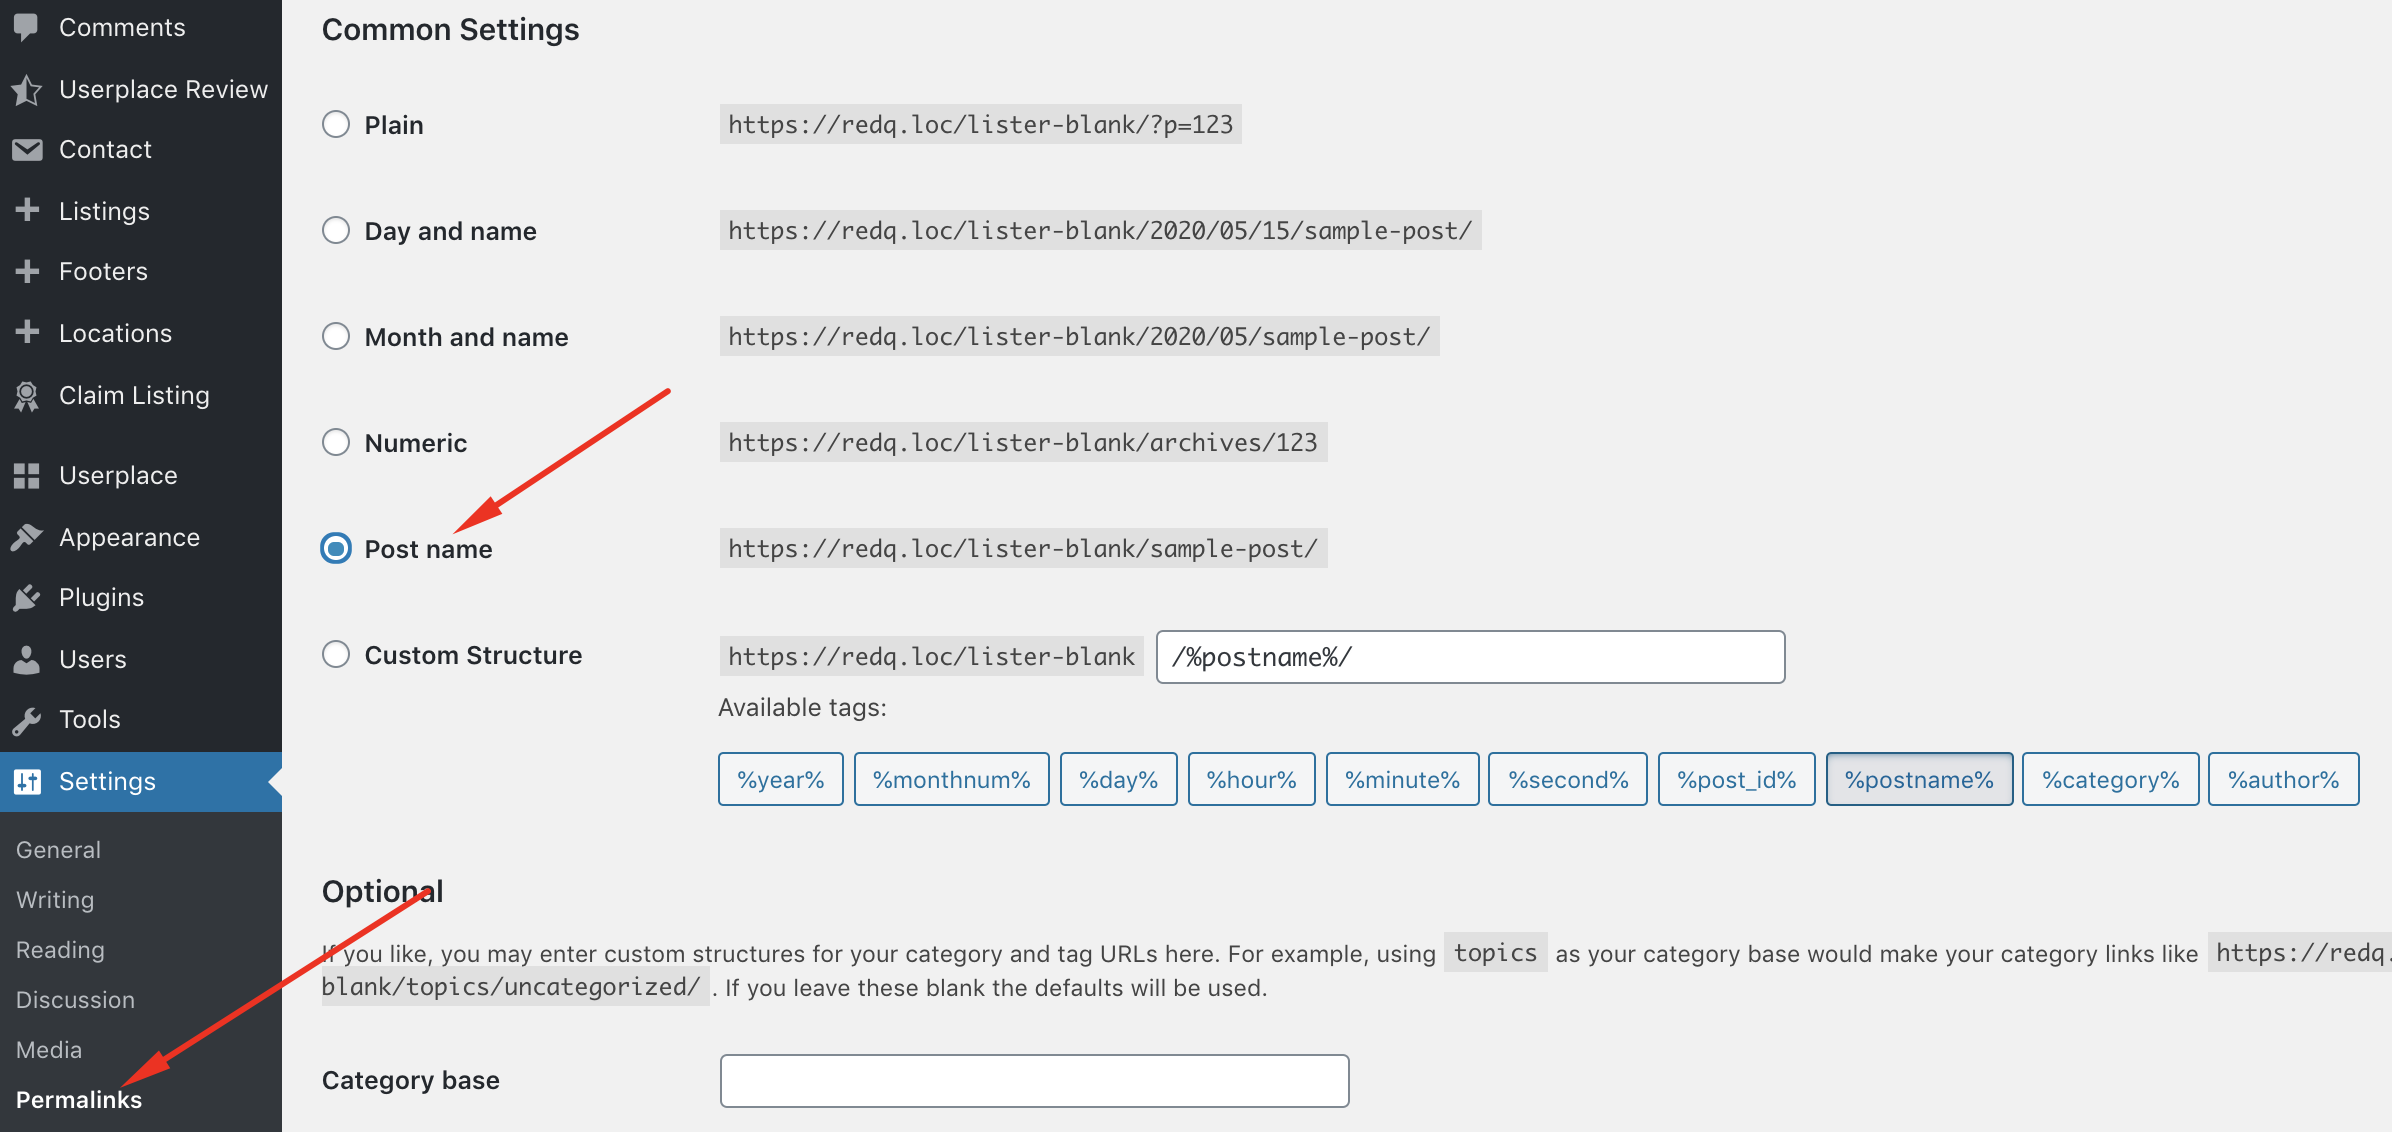 Comments
Userplace Review
Contact
Listings
Footers
Locations
Claim Listing
Userplace
Appearance
Plugins
Users
Tools
Settings
General
Writing
Reading
Discussion
Media
Permalinks
Common Settings
Plain https://redq.loc/lister-blank/?p=123
Day and name https://redq.loc/lister-blank/2020/05/15/sample-post/
Month and name https://redq.loc/lister-blank/2020/05/sample-post/
Numeric https://redq.loc/lister-blank/archives/123
Post name https://redq.loc/lister-blank/sample-post/
Custom Structure https://redq.loc/lister-blank /%postname%/
Available tags:
%year% %monthnum% %day% %hour% %minute% %second% %post_id% %postname% %category% %author%
Optional
If you like, you may enter custom structures for your category and tag URLs here. For example, using topics as your category base would make your category links like https://redq.
blank/topics/uncategorized/ . If you leave these blank the defaults will be used.
Category base